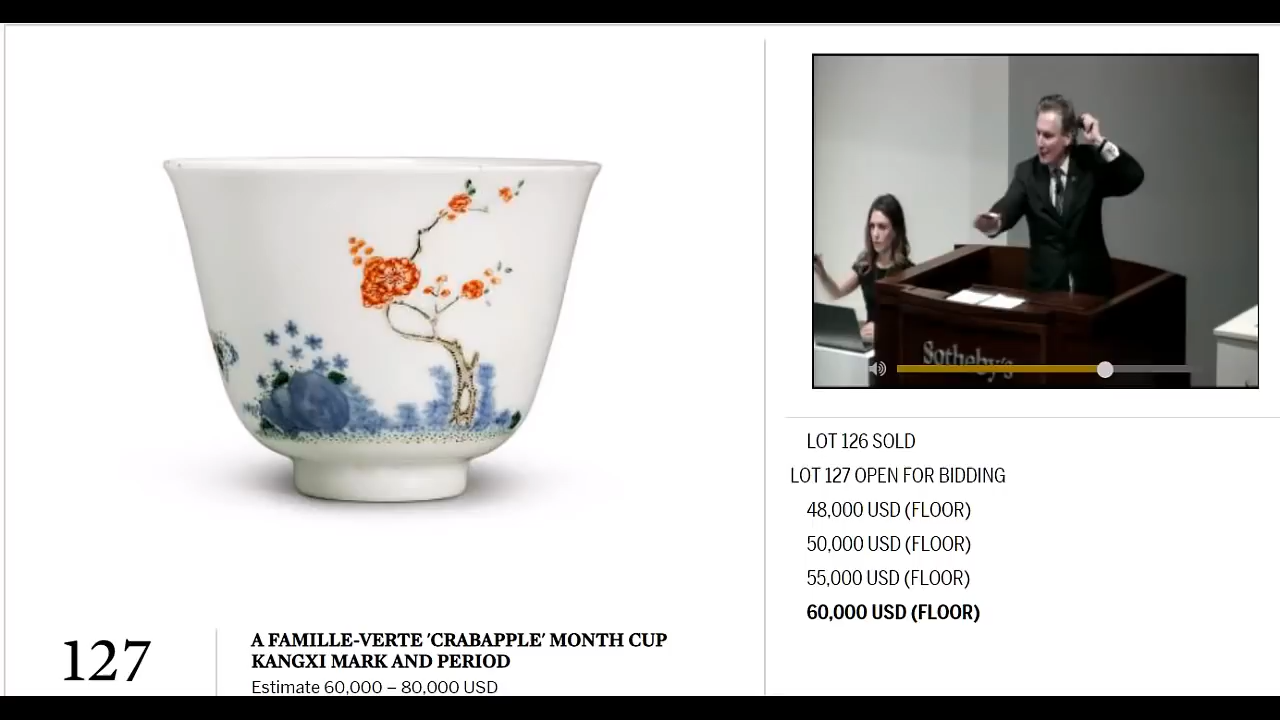 Sotheby's
LOT 126 SOLD
LOT 127 OPEN FOR BIDDING
48,000 USD (FLOOR)
50,000 USD (FLOOR)
55,000 USD (FLOOR)
60,000 USD (FLOOR)
127
A FAMILLE-VERTE 'CRABAPPLE' MONTH CUP
KANGXI MARK AND PERIOD
Estimate 60,000 – 80,000 USD